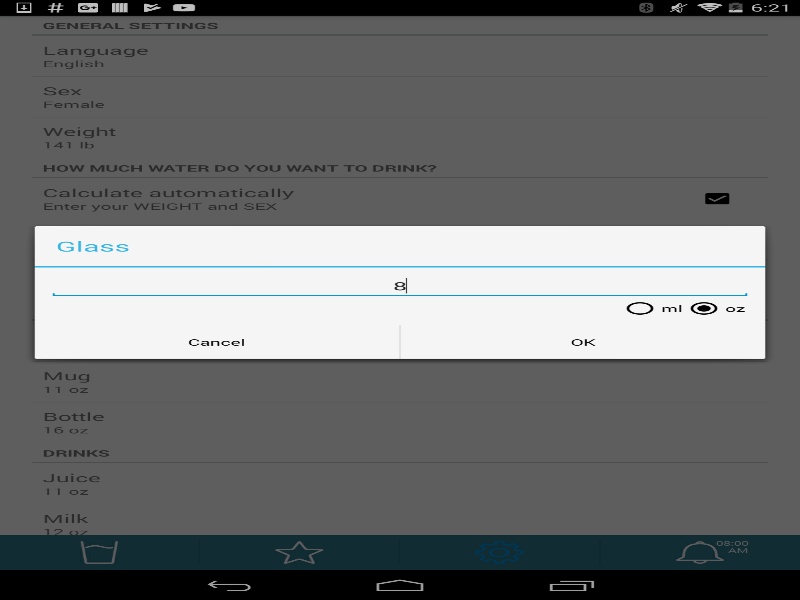 6:21
GENERAL SETTINGS
Language
English
Sex
Female
Weight
141 lb
HOW MUCH WATER DO YOU WANT TO DRINK?
Calculate automatically
Enter your WEIGHT and SEX
Glass
8
ml oz
Cancel OK
Mug
11 oz
Bottle
16 oz
DRINKS
Juice
11 oz
Milk
12 oz
08:00
AM